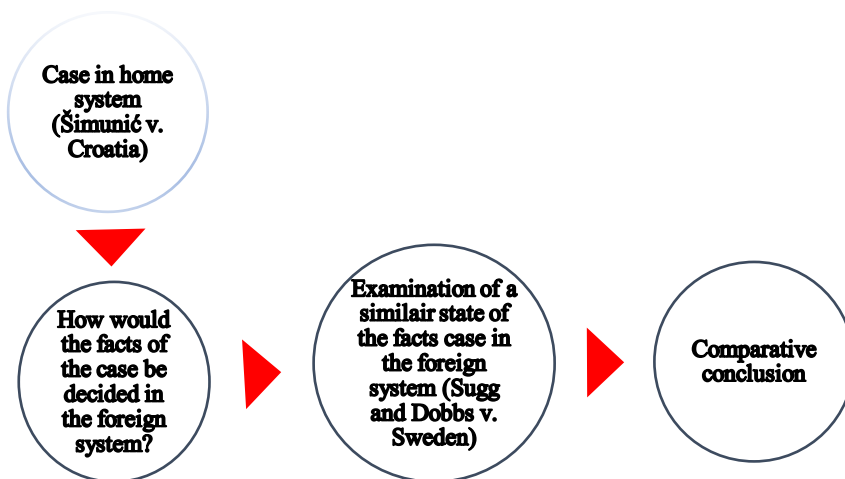 Case in home
system
(Šimunić v.
Croatia)
How would
the facts of
the case be
decided in
the foreign
system?
Examination of a
similair state of
the facts case in
the foreign
system (Sugg
and Dobbs v.
Sweden)
Comparative
conclusion